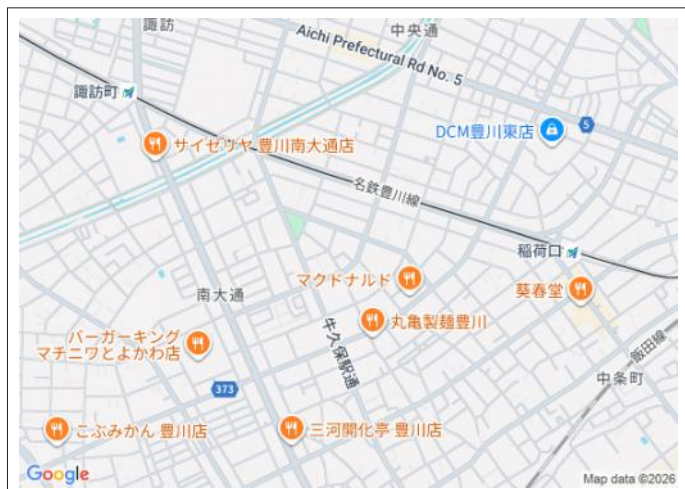 諏訪
中央通
Aichi Prefectural Rd No. 5
諏訪町
サイゼリヤ 豊川南大通店
DCM豊川東店
5
名鉄豊川線
稲荷口
マクドナルド
葵春堂
南大通
丸亀製麺豊川
バーガーキング
マチニワとよかわ店
牛久保駅通
飯田線
373
中条町
こぶみかん 豊川店
三河開化亭 豊川店
Google
Map data ©2026